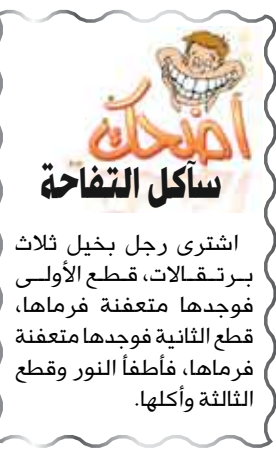 أضحك
سآكل التفاحة
اشترى رجل بخيل ثلاث
برتقالات، قطع الأولى
فوجدها متعفنة فرماها،
قطع الثانية فوجدها متعفنة
فرماها، فأطفأ النور وقطع
الثالثة وأكلها.